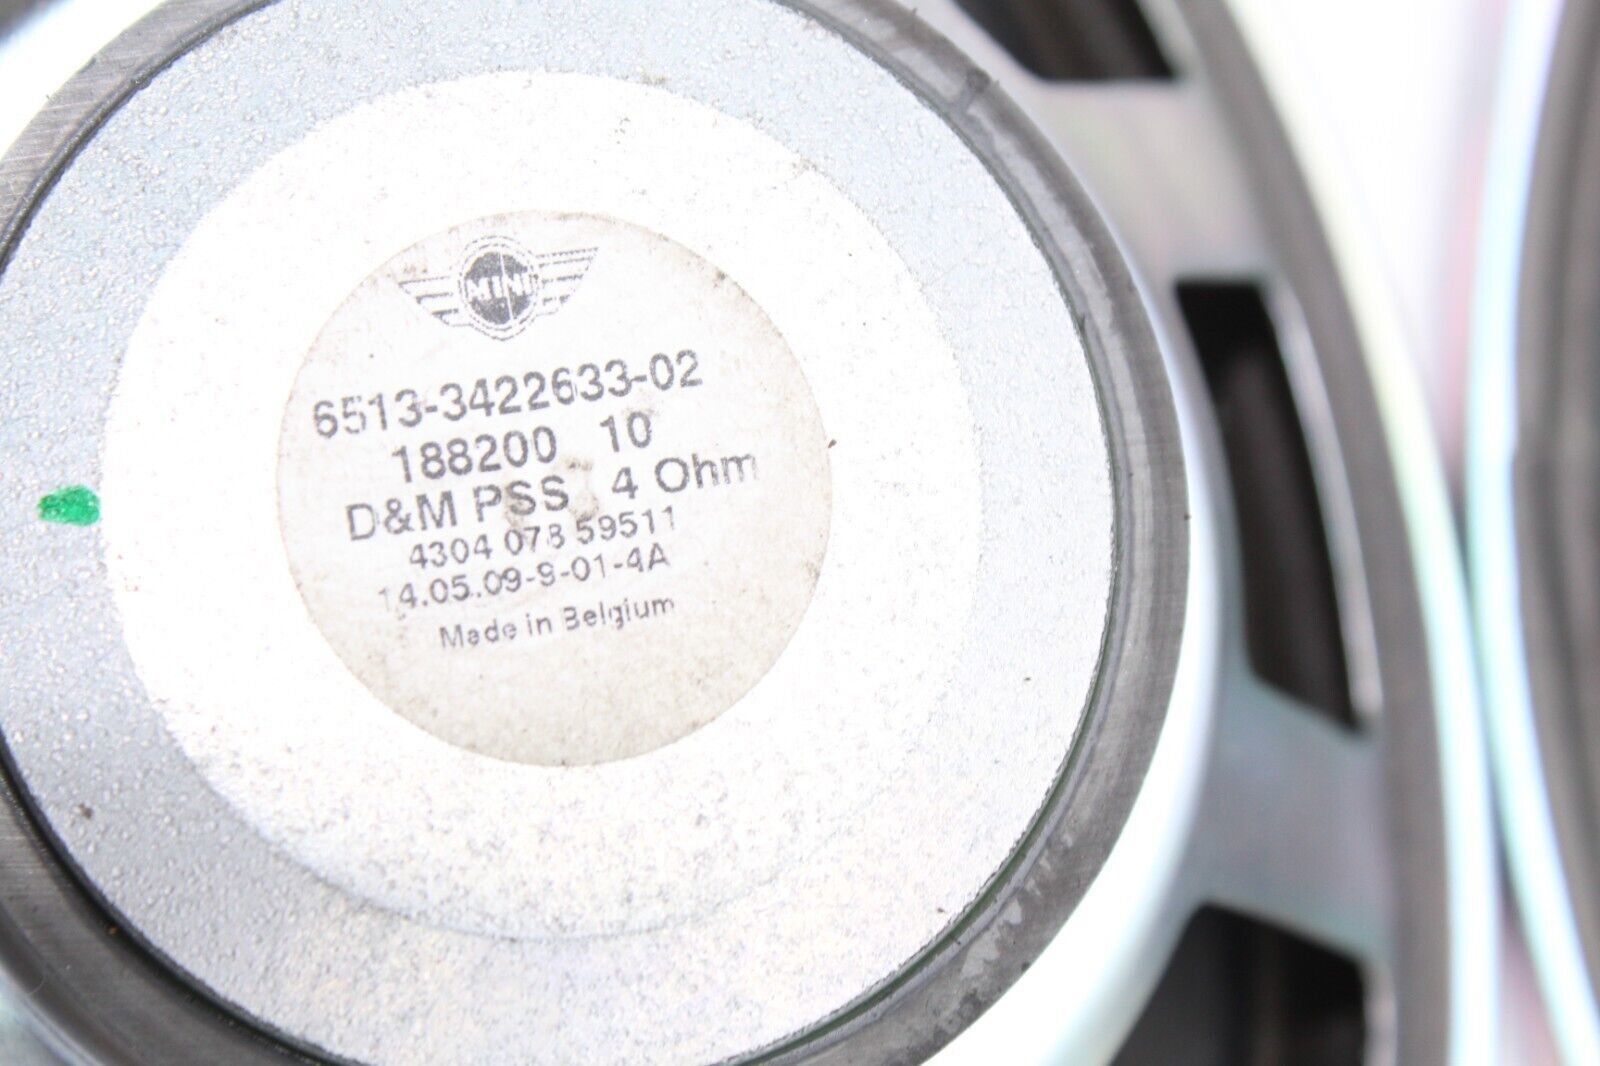 MINI
6513-3422633-02
188200 10
D&M PSS 4 Ohm
4304 078 59511
14.05.09-9-01-4A
Made in Belgium